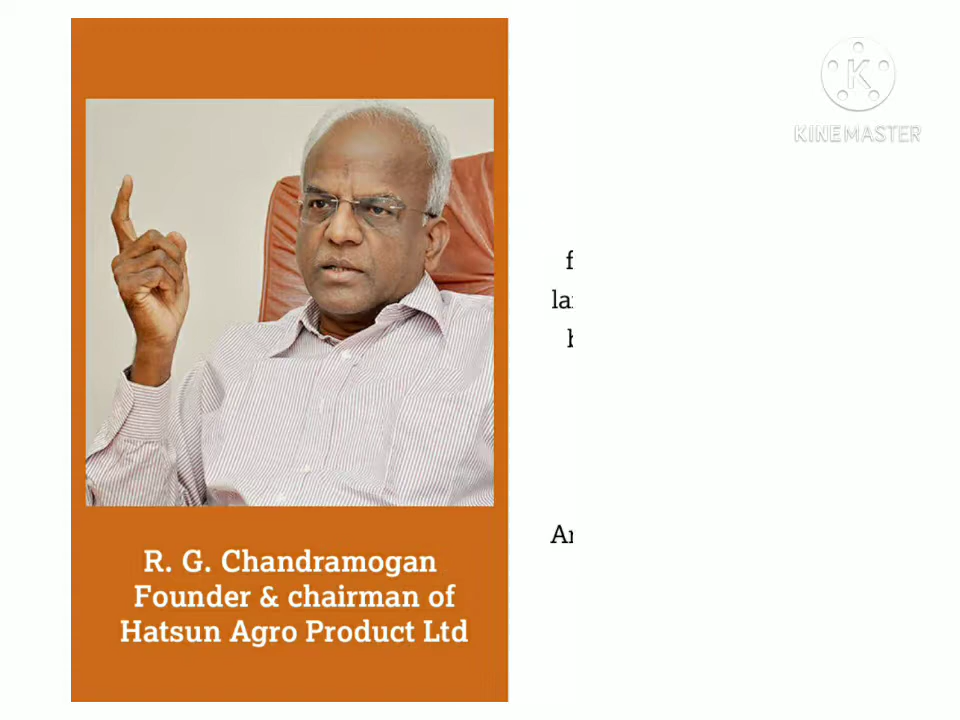 R. G. Chandramogan
Founder & chairman of
Hatsun Agro Product Ltd
KINEMASTER